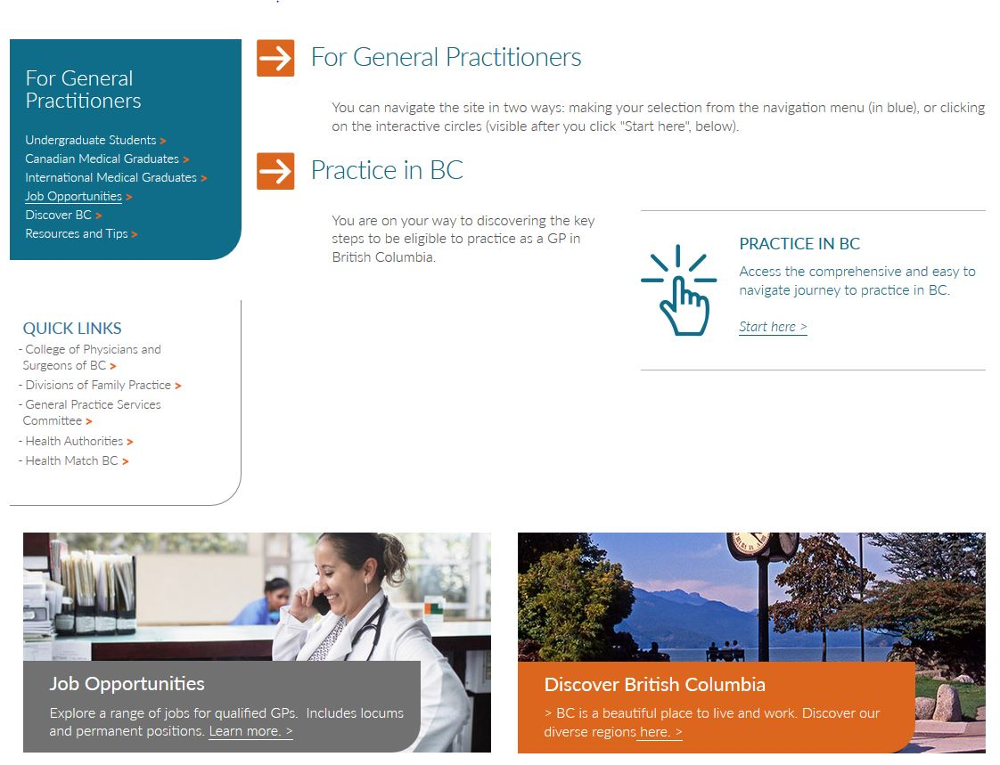 For General
Practitioners
Undergraduate Students >
Canadian Medical Graduates >
International Medical Graduates >
Job Opportunities >
Discover BC >
Resources and Tips >
QUICK LINKS
- College of Physicians and
Surgeons of BC >
- Divisions of Family Practice >
- General Practice Services
Committee >
- Health Authorities >
- Health Match BC >
For General Practitioners
You can navigate the site in two ways: making your selection from the navigation menu (in blue), or clicking
on the interactive circles (visible after you click "Start here", below).
Practice in BC
You are on your way to discovering the key
steps to be eligible to practice as a GP in
British Columbia.
PRACTICE IN BC
Access the comprehensive and easy to
navigate journey to practice in BC.
Start here >
Job Opportunities
Explore a range of jobs for qualified GPs. Includes locums
and permanent positions. Learn more. >
Discover British Columbia
> BC is a beautiful place to live and work. Discover our
diverse regions here. >